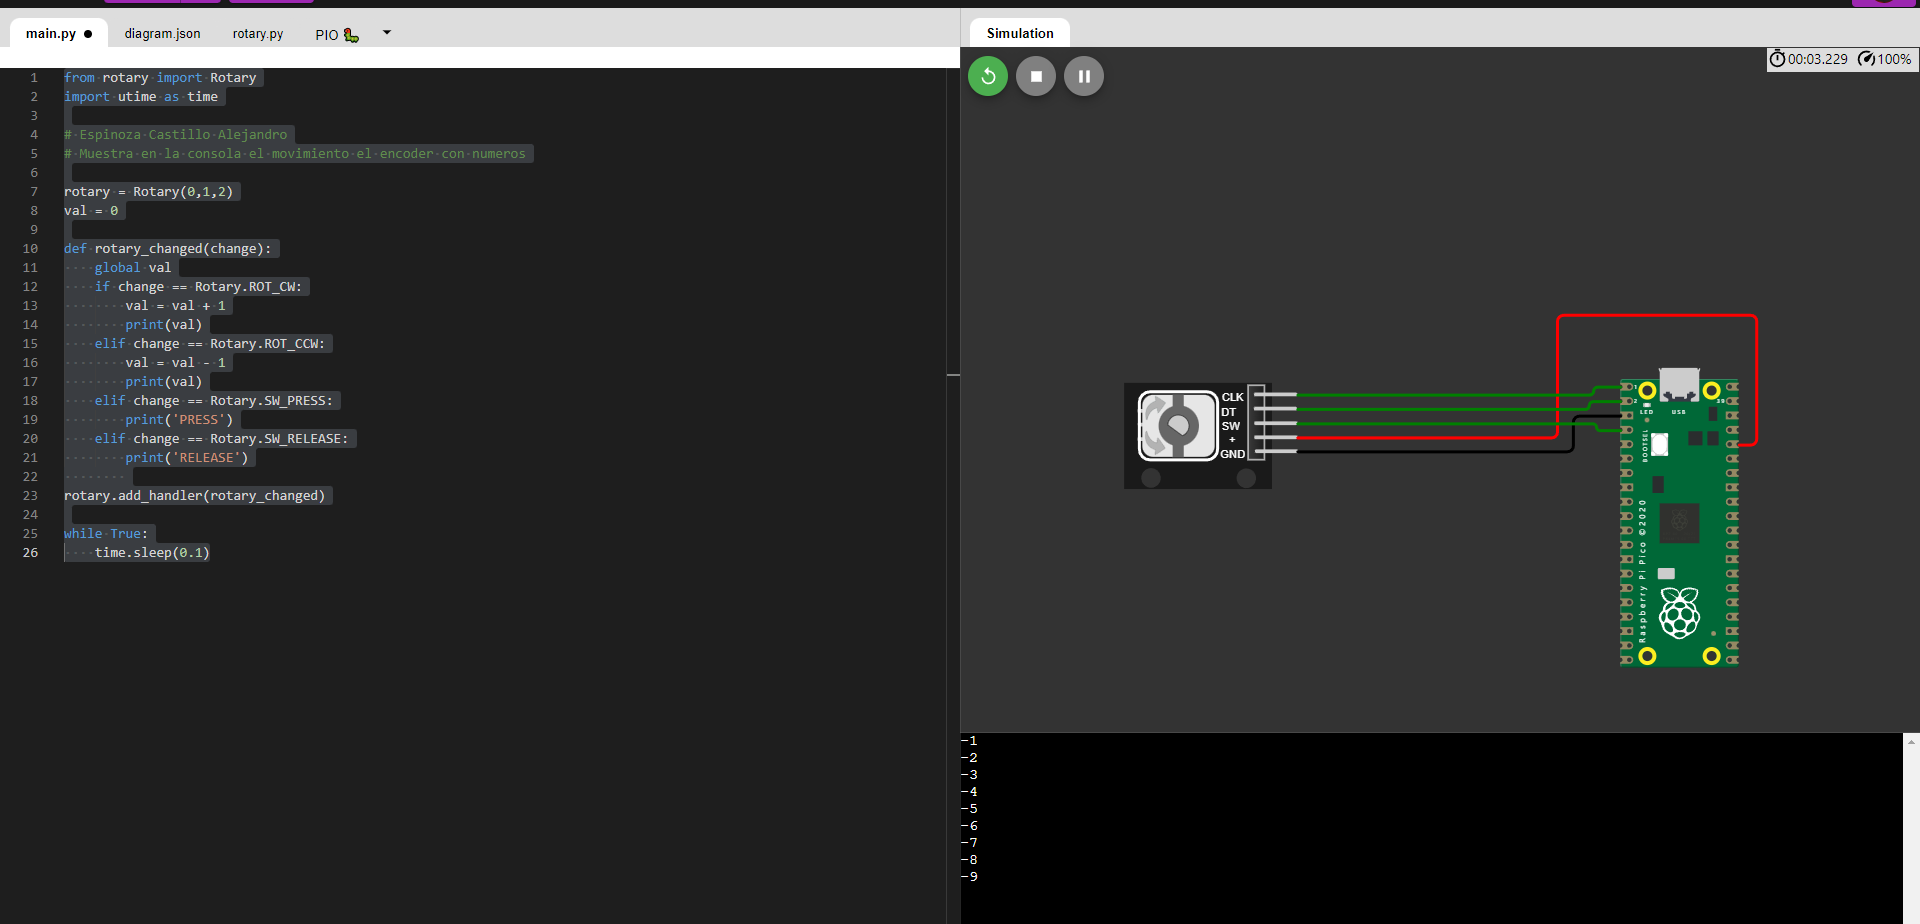 main.py
diagram.json
rotary.py
PIO
Simulation
00:03.229
100%
1 from rotary import Rotary
2 import utime as time
3
4 # Espinoza Castillo Alejandro
5 # Muestra en la consola el movimiento el encoder con numeros
6
7 rotary = Rotary(0,1,2)
8 val = 0
9
10 def rotary_changed(change):
11     global val
12     if change == Rotary.ROT_CW:
13         val = val + 1
14         print(val)
15     elif change == Rotary.ROT_CCW:
16         val = val - 1
17         print(val)
18     elif change == Rotary.SW_PRESS:
19         print('PRESS')
20     elif change == Rotary.SW_RELEASE:
21         print('RELEASE')
22
23 rotary.add_handler(rotary_changed)
24
25 while True:
26     time.sleep(0.1)
CLK
DT
SW
+
GND
1
2
39
LED
USB
BOOTSEL
Raspberry Pi Pico ©2020
-1
-2
-3
-4
-5
-6
-7
-8
-9